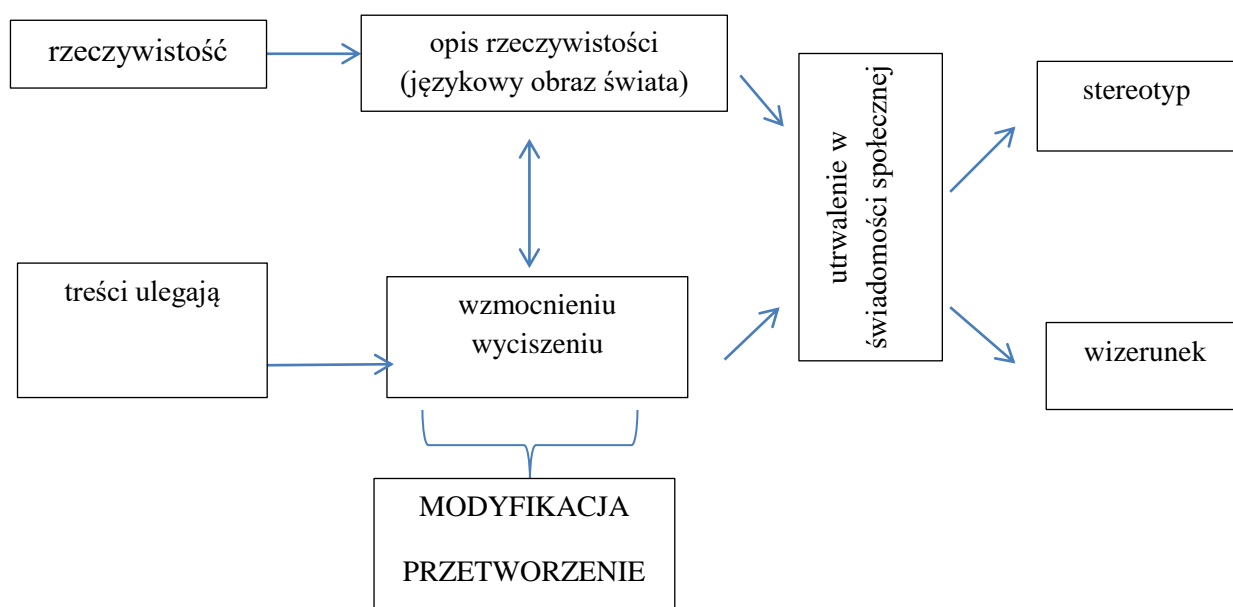 rzeczywistość
opis rzeczywistości
(językowy obraz świata)
utrwalenie w
świadomości społecznej
stereotyp
treści ulegają
wzmocnieniu
wyciszeniu
wizerunek
MODYFIKACJA
PRZETWORZENIE